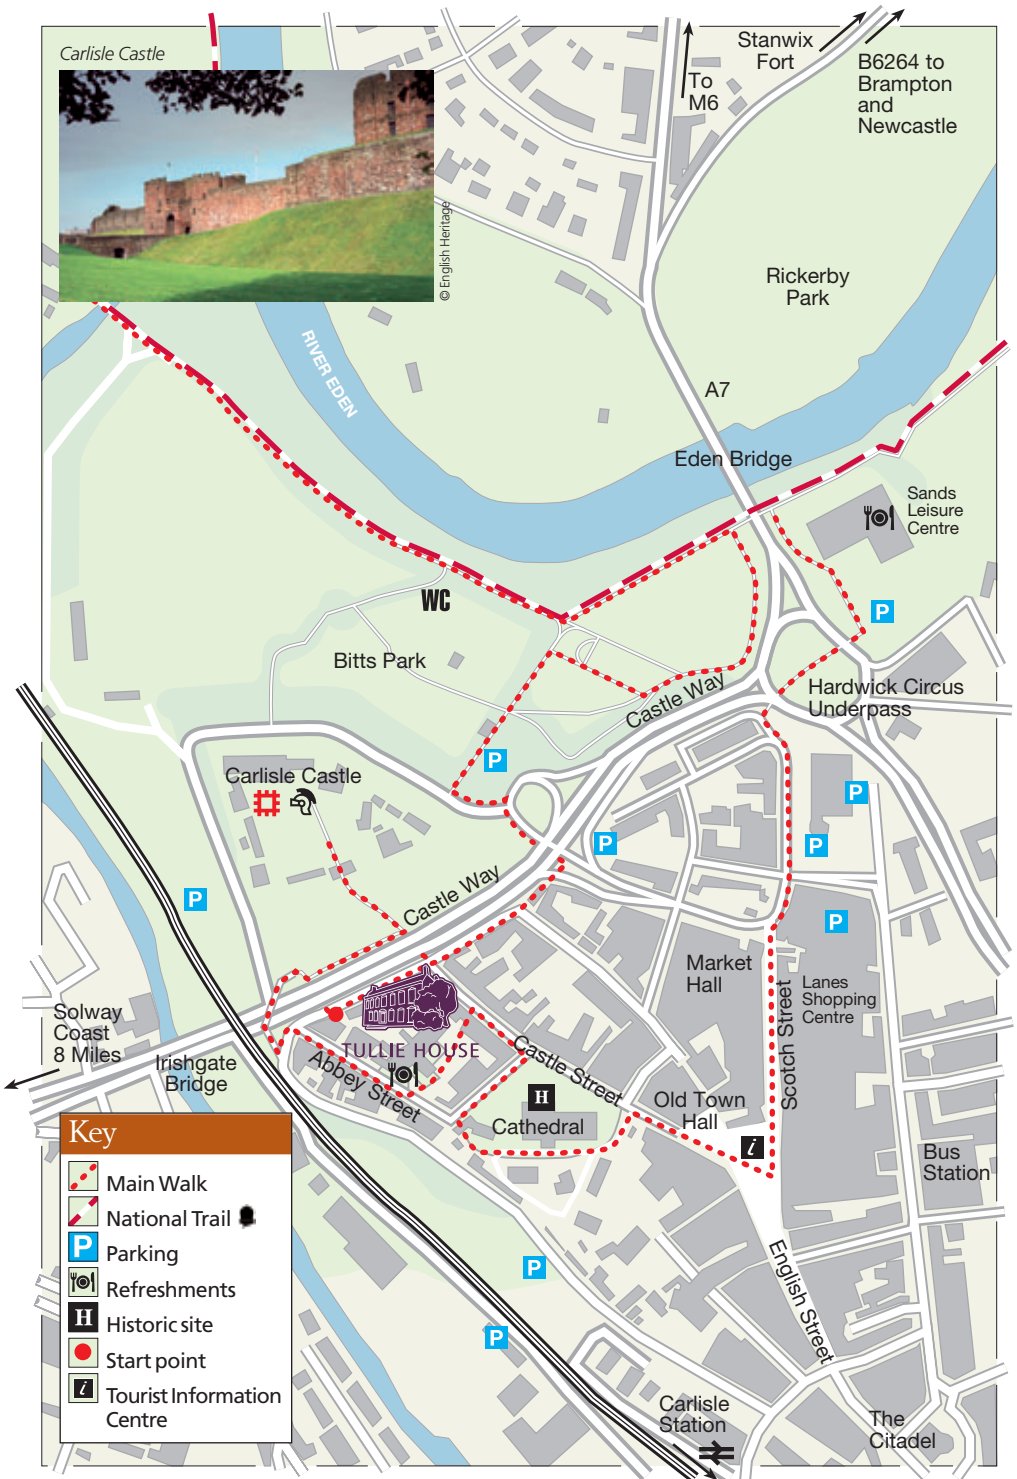 Carlisle Castle
© English Heritage
Stanwix
Fort
To
M6
B6264 to
Brampton
and
Newcastle
Rickerby
Park
RIVER EDEN
A7
Eden Bridge
Sands
Leisure
Centre
WC
P
Bitts Park
Castle Way
Hardwick Circus
Underpass
P
Carlisle Castle
P
P
P
Castle Way
P
P
Market
Hall
Lanes
Shopping
Centre
Scotch Street
Solway
Coast
8 Miles
Irishgate
Bridge
TULLIE HOUSE
Abbey Street
Castle Street
H
Cathedral
Old Town
Hall
i
Bus
Station
P
English Street
P
Carlisle
Station
The
Citadel
Key
Main Walk
National Trail
P Parking
Refreshments
H Historic site
Start point
i Tourist Information
Centre